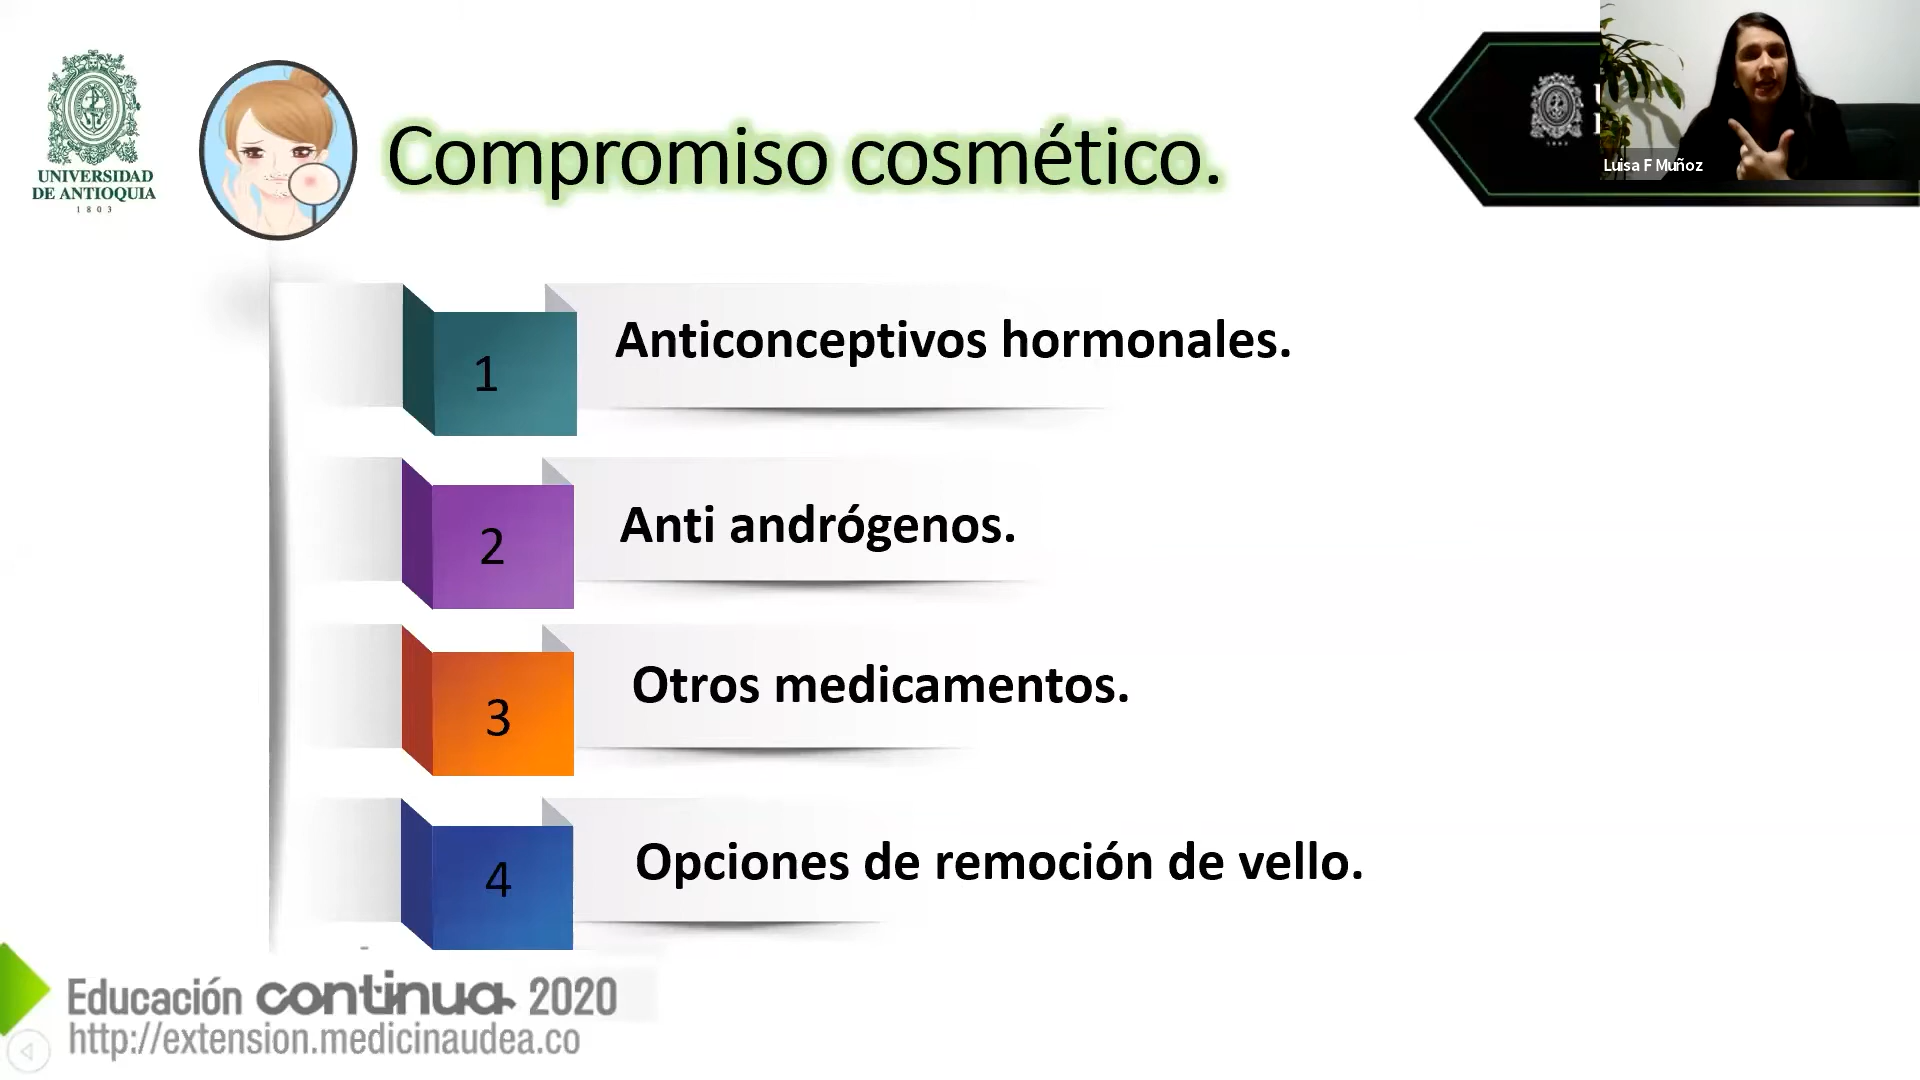 UNIVERSIDAD
DE ANTIOQUIA
1803
Compromiso cosmético.
Luisa F Muñoz
1
Anticonceptivos hormonales.
2
Anti andrógenos.
3
Otros medicamentos.
4
Opciones de remoción de vello.
Educación continua 2020
http://extension.medicinaudea.co